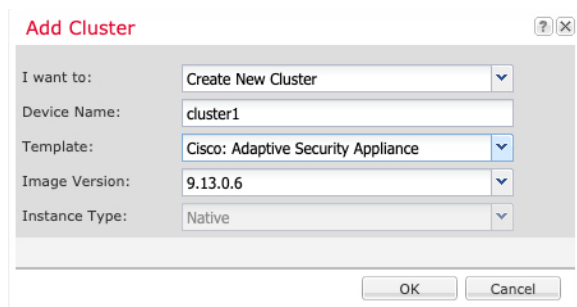 Add Cluster ? X
I want to: Create New Cluster
Device Name: cluster1
Template: Cisco: Adaptive Security Appliance
Image Version: 9.13.0.6
Instance Type: Native
OK Cancel